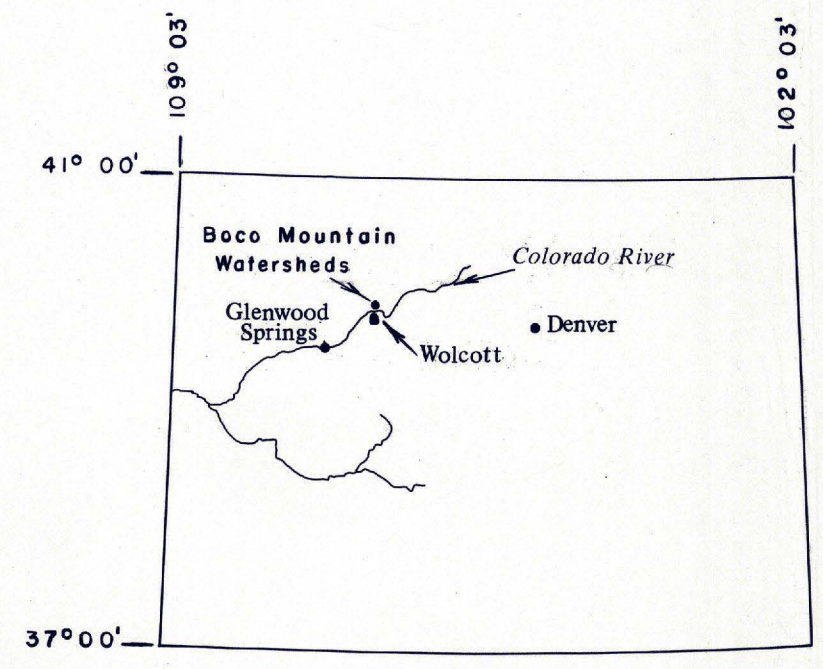 109° 03'
102° 03'
41° 00'
Boco Mountain
Watersheds
Colorado River
Glenwood
Springs
Denver
Wolcott
37°00'